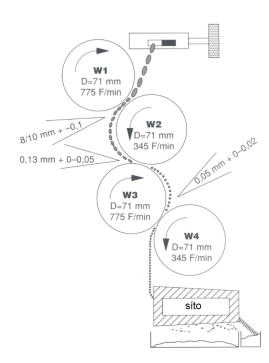 W1
D=71 mm
775 F/min
8/10 mm + –0,1
W2
D=71 mm
345 F/min
0,13 mm + 0–0,05
0,05 mm + 0–0,02
W3
D=71 mm
775 F/min
W4
D=71 mm
345 F/min
síto